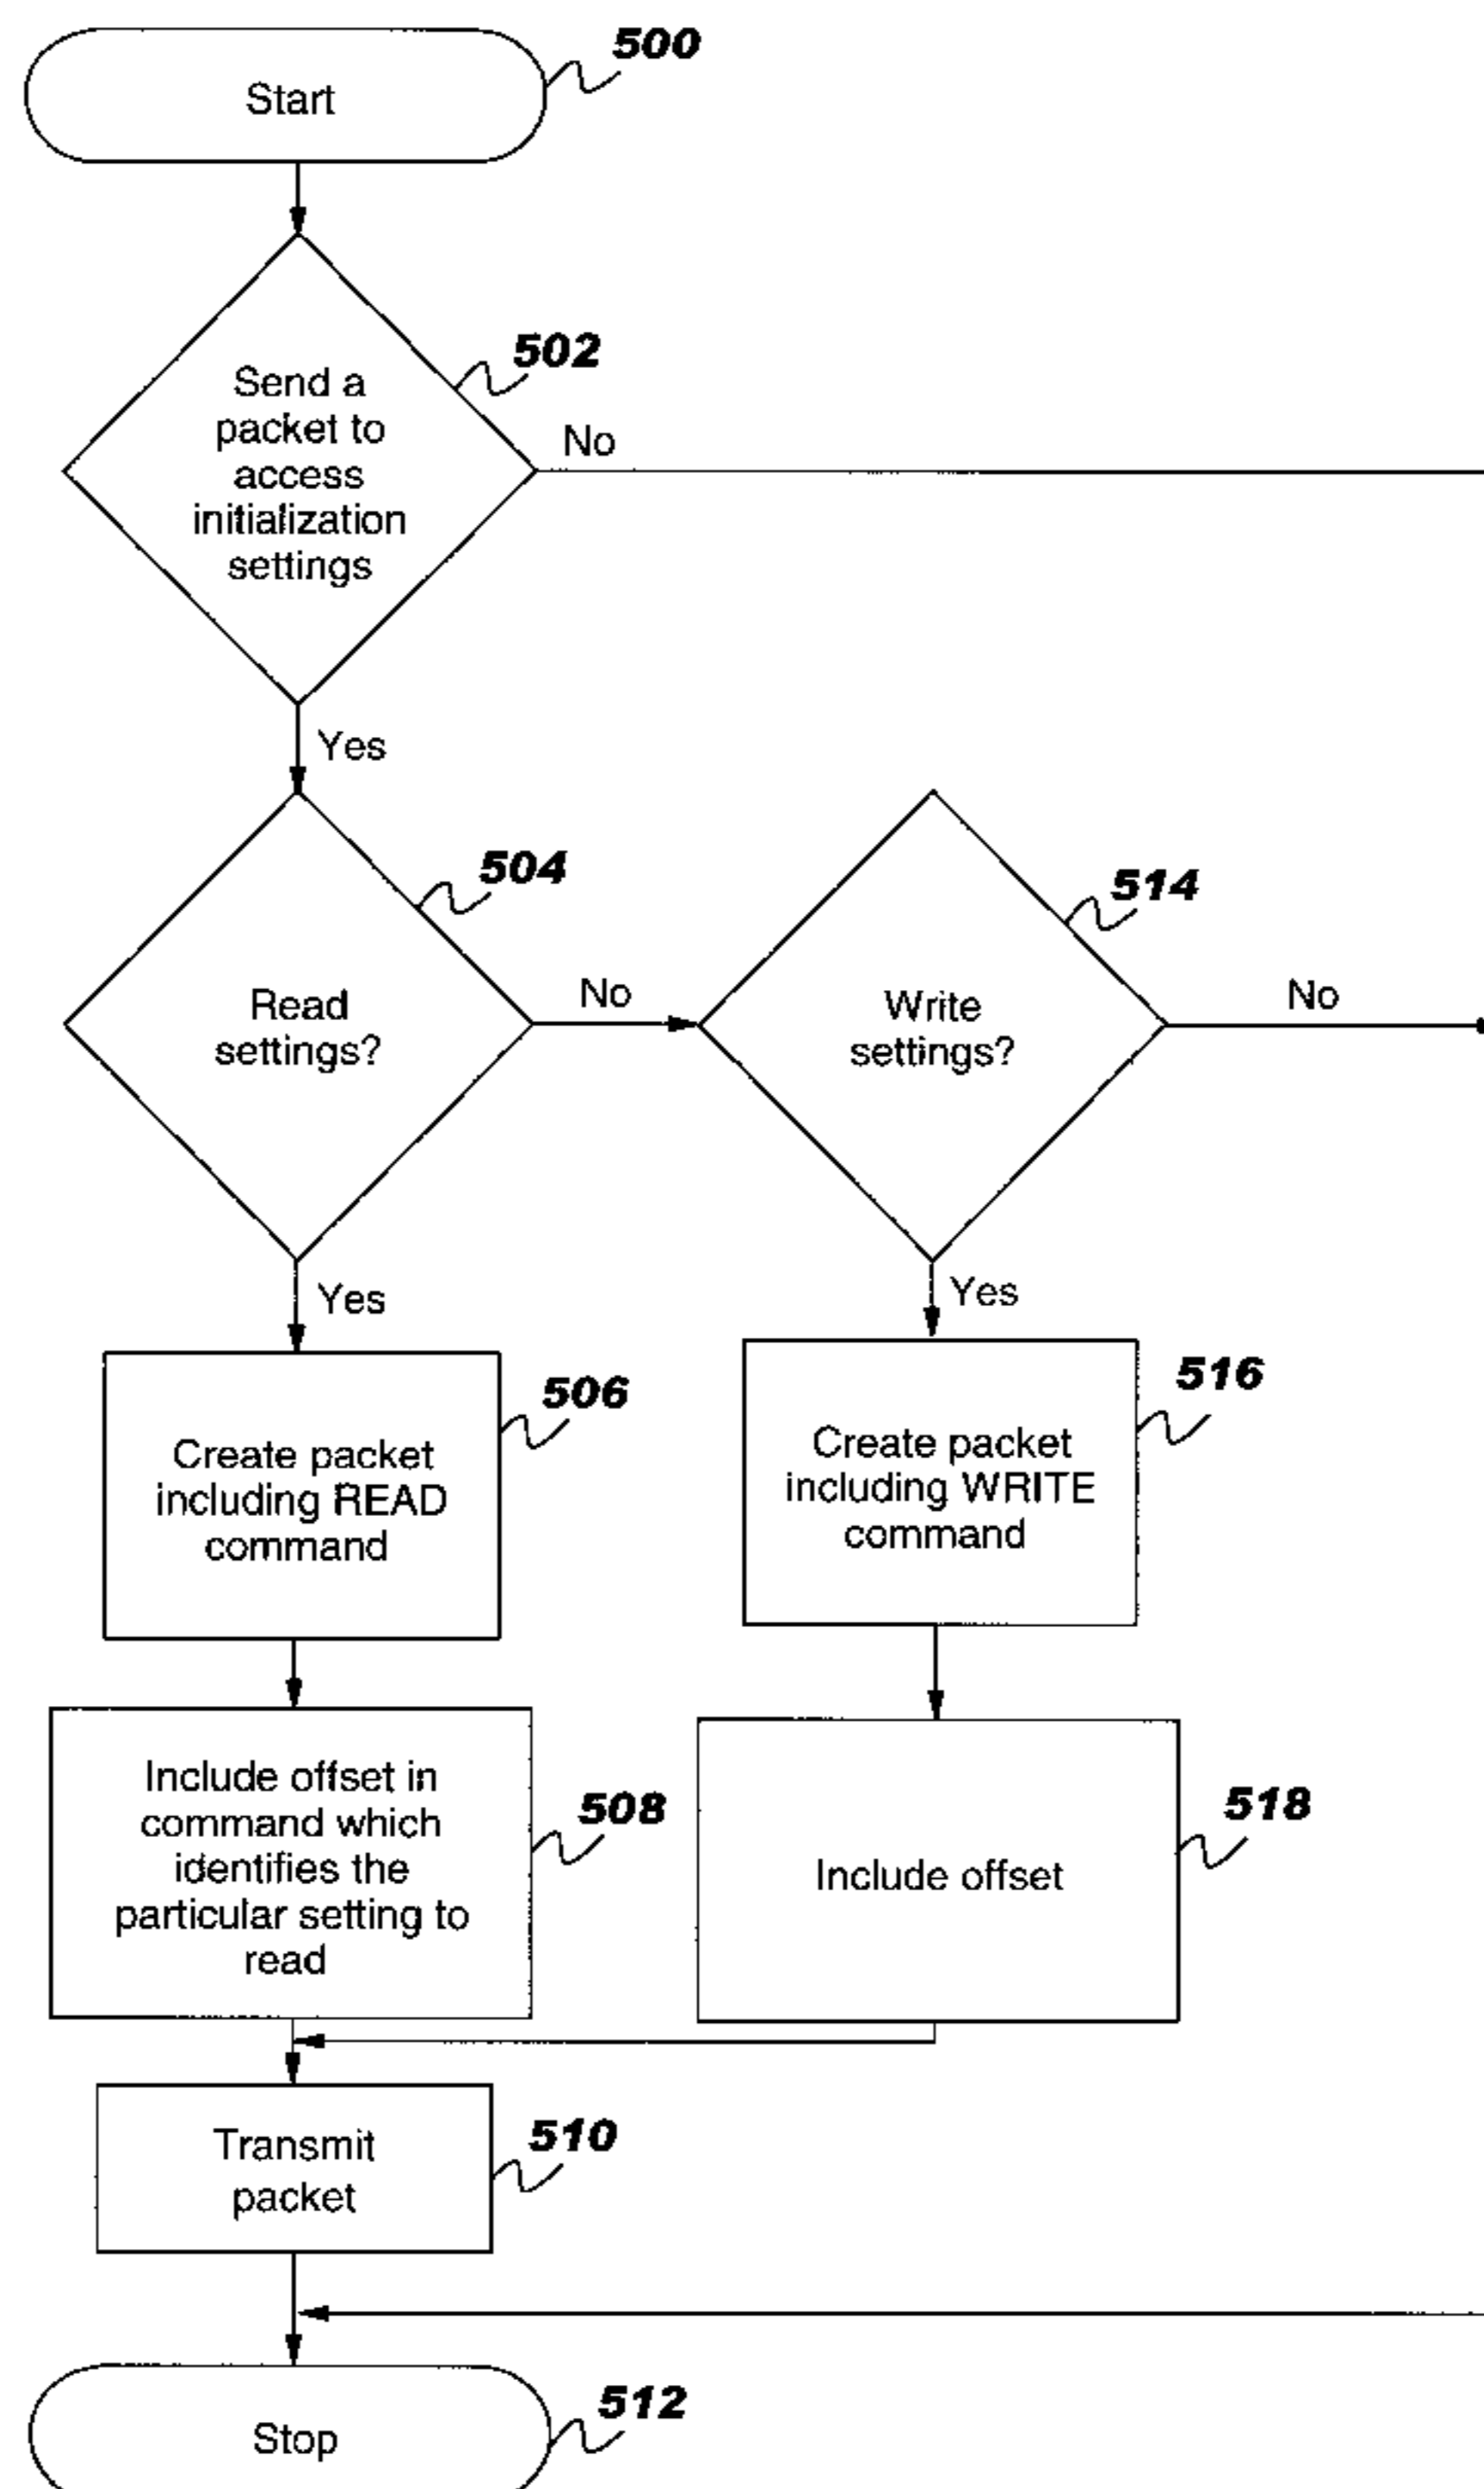 500
Start
502
Send a
packet to
access
initialization
settings
No
Yes
504
Read
settings?
No
514
Write
settings?
No
Yes
Yes
506
Create packet
including READ
command
516
Create packet
including WRITE
command
508
Include offset in
command which
identifies the
particular setting to
read
518
Include offset
510
Transmit
packet
512
Stop